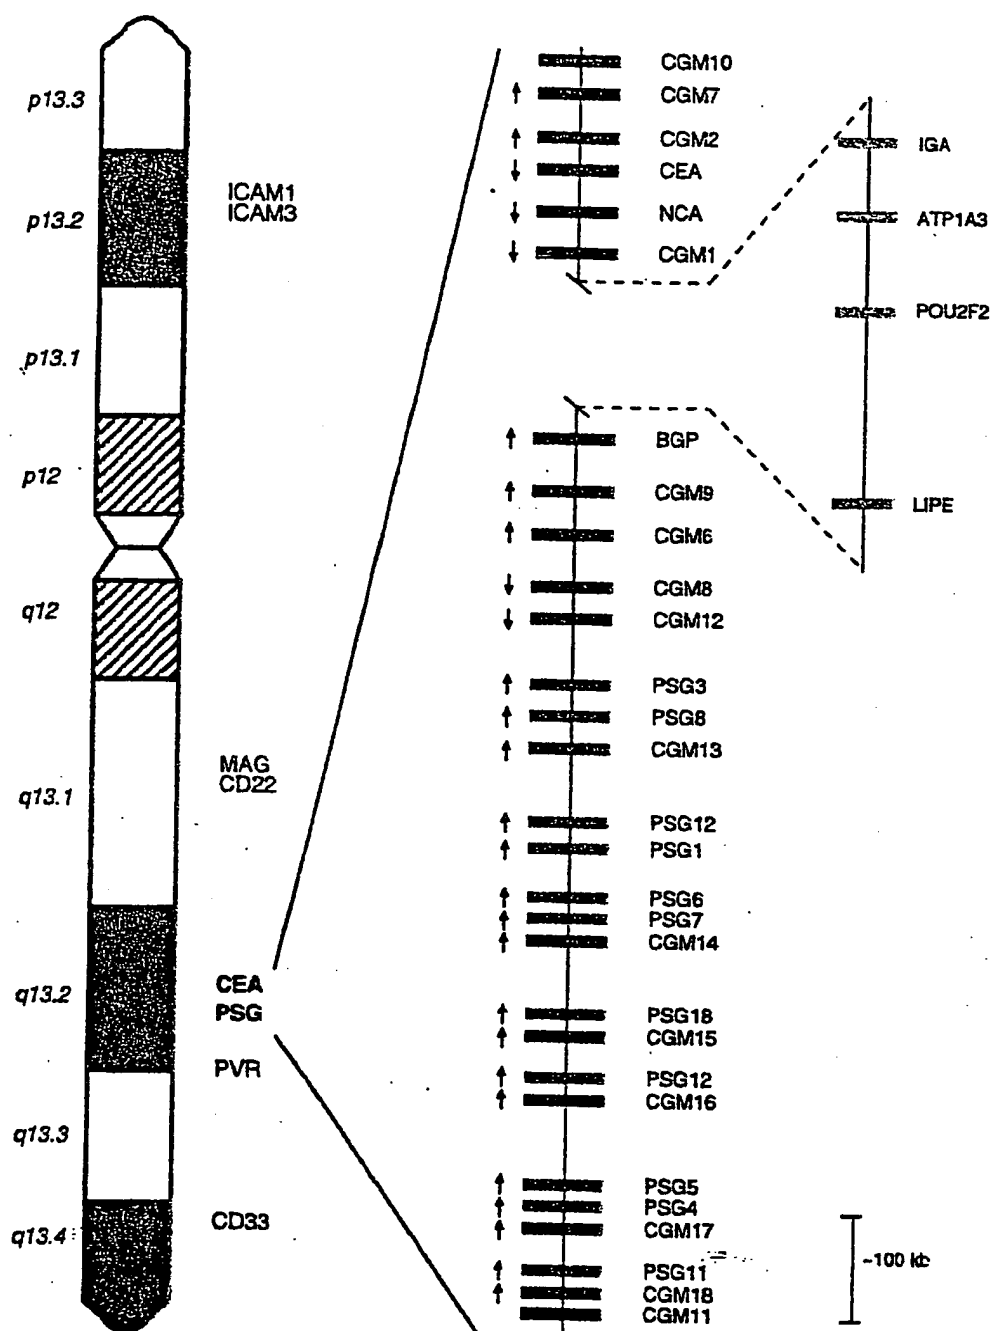 p13.3
p13.2
p13.1
p12
q12
q13.1
q13.2
q13.3
q13.4
ICAM1
ICAM3
MAG
CD22
CEA
PSG
PVR
CD33
CGM10
CGM7
CGM2
CEA
NCA
CGM1
BGP
CGM9
CGM6
CGM8
CGM12
PSG3
PSG8
CGM13
PSG12
PSG1
PSG6
PSG7
CGM14
PSG18
CGM15
PSG12
CGM16
PSG5
PSG4
CGM17
PSG11
CGM18
CGM11
IGA
ATP1A3
POU2F2
LIPE
~100 kb